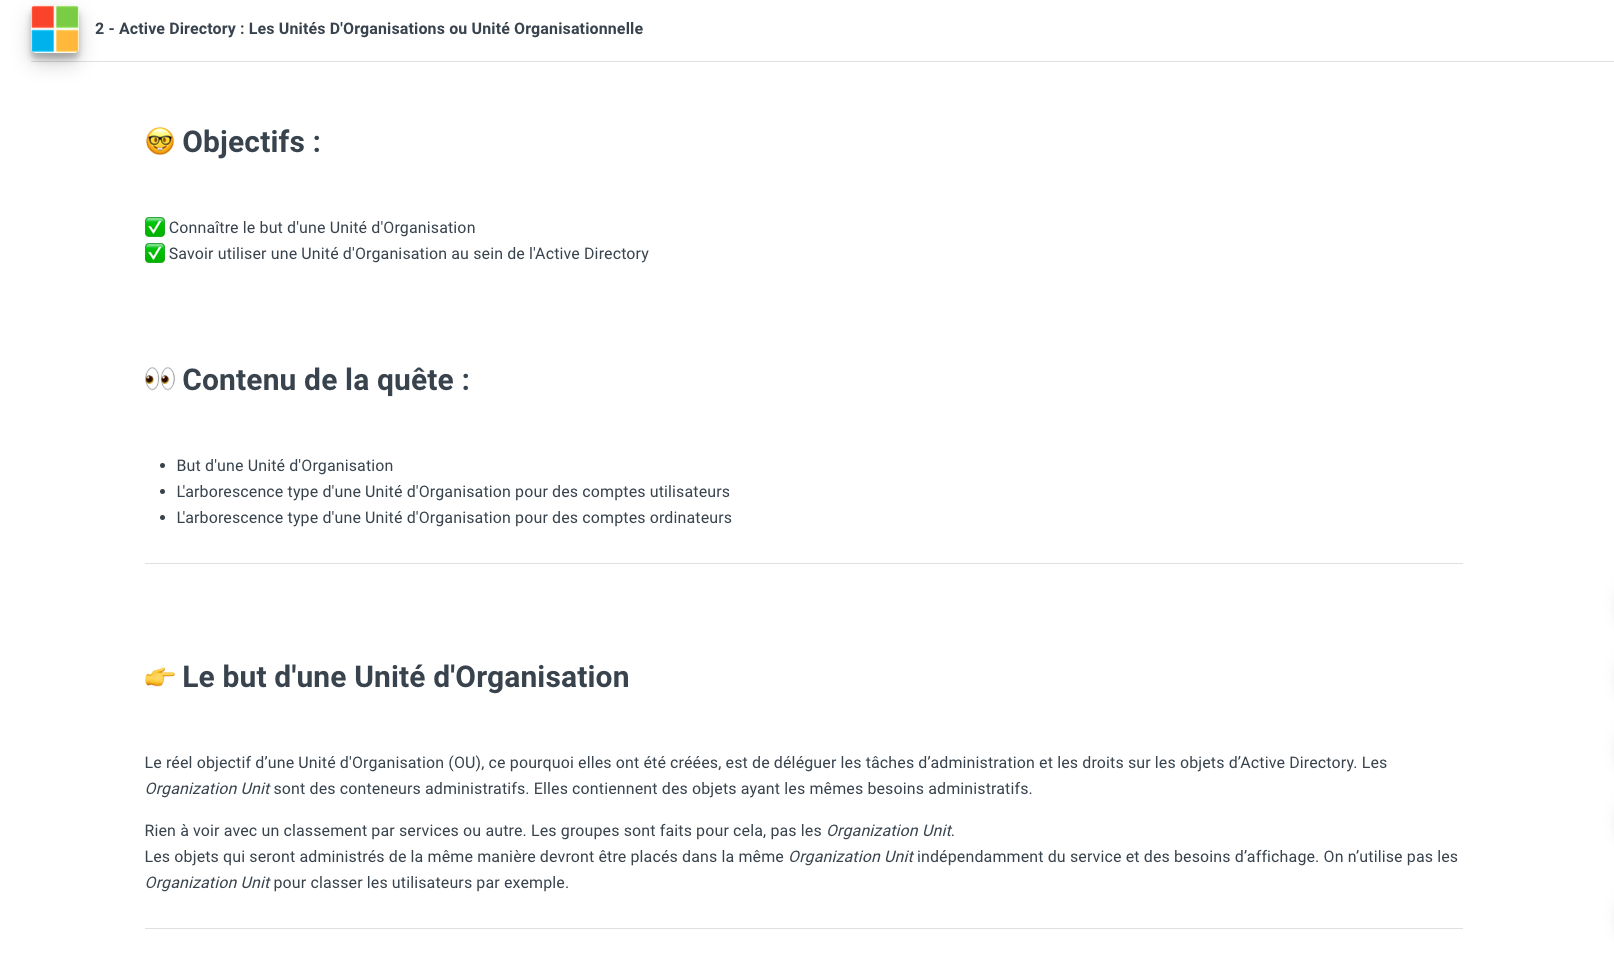 2 - Active Directory : Les Unités D'Organisations ou Unité Organisationnelle
🤓 Objectifs :
✅ Connaître le but d'une Unité d'Organisation
✅ Savoir utiliser une Unité d'Organisation au sein de l'Active Directory
👀 Contenu de la quête :
• But d'une Unité d'Organisation
• L'arborescence type d'une Unité d'Organisation pour des comptes utilisateurs
• L'arborescence type d'une Unité d'Organisation pour des comptes ordinateurs
👉 Le but d'une Unité d'Organisation
Le réel objectif d’une Unité d'Organisation (OU), ce pourquoi elles ont été créées, est de déléguer les tâches d’administration et les droits sur les objets d’Active Directory. Les
Organization Unit sont des conteneurs administratifs. Elles contiennent des objets ayant les mêmes besoins administratifs.
Rien à voir avec un classement par services ou autre. Les groupes sont faits pour cela, pas les Organization Unit.
Les objets qui seront administrés de la même manière devront être placés dans la même Organization Unit indépendamment du service et des besoins d’affichage. On n’utilise pas les
Organization Unit pour classer les utilisateurs par exemple.